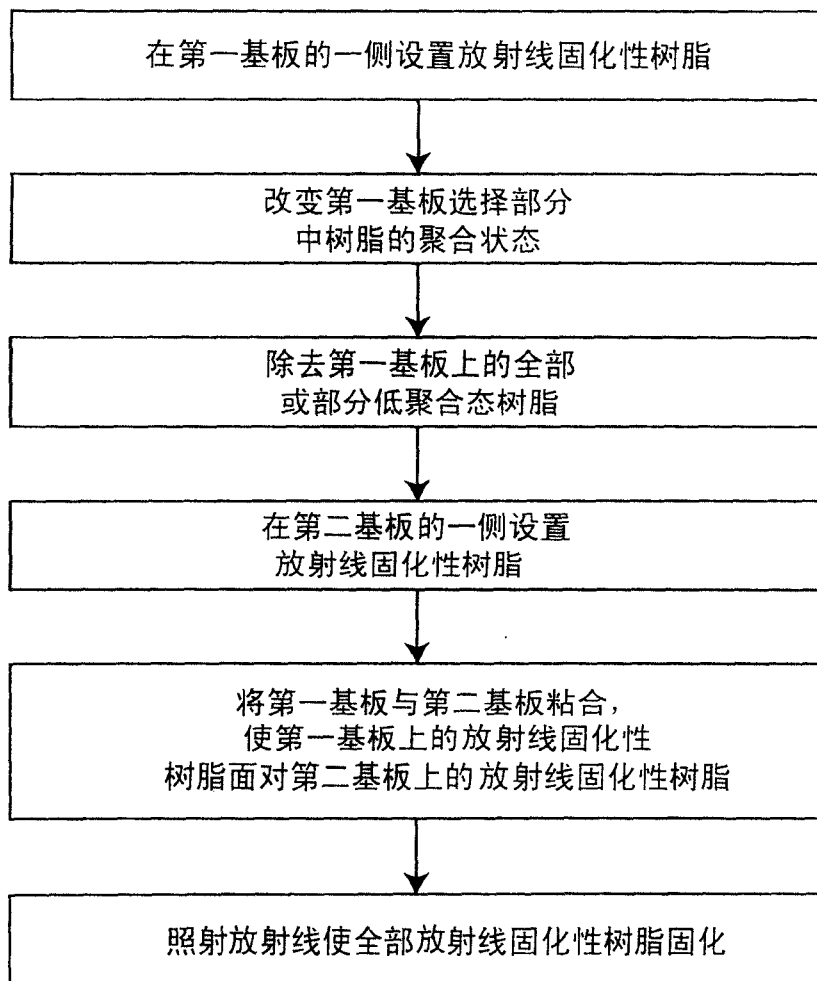 在第一基板的一侧设置放射线固化性树脂
改变第一基板选择部分
中树脂的聚合状态
除去第一基板上的全部
或部分低聚合态树脂
在第二基板的一侧设置
放射线固化性树脂
将第一基板与第二基板粘合，
使第一基板上的放射线固化性
树脂面对第二基板上的放射线固化性树脂
照射放射线使全部放射线固化性树脂固化